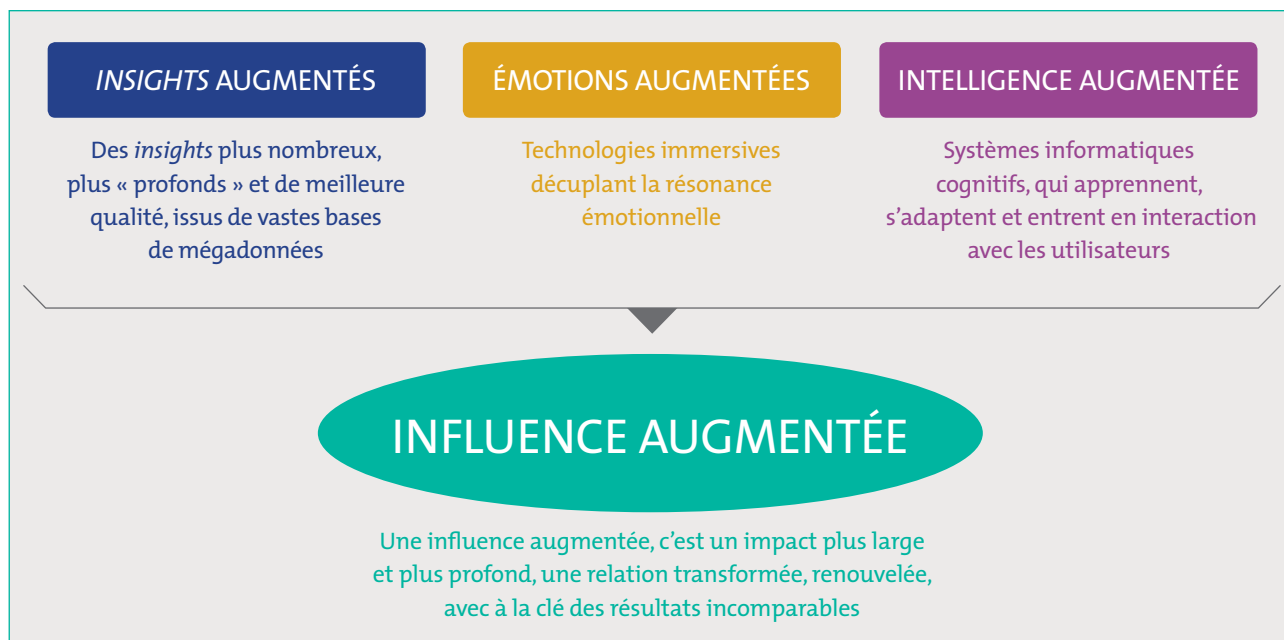 INSIGHTS AUGMENTÉS
Des insights plus nombreux,
plus « profonds » et de meilleure
qualité, issus de vastes bases
de mégadonnées
ÉMOTIONS AUGMENTÉES
Technologies immersives
décuplant la résonance
émotionnelle
INTELLIGENCE AUGMENTÉE
Systèmes informatiques
cognitifs, qui apprennent,
s'adaptent et entrent en interaction
avec les utilisateurs
INFLUENCE AUGMENTÉE
Une influence augmentée, c'est un impact plus large
et plus profond, une relation transformée, renouvelée,
avec à la clé des résultats incomparables